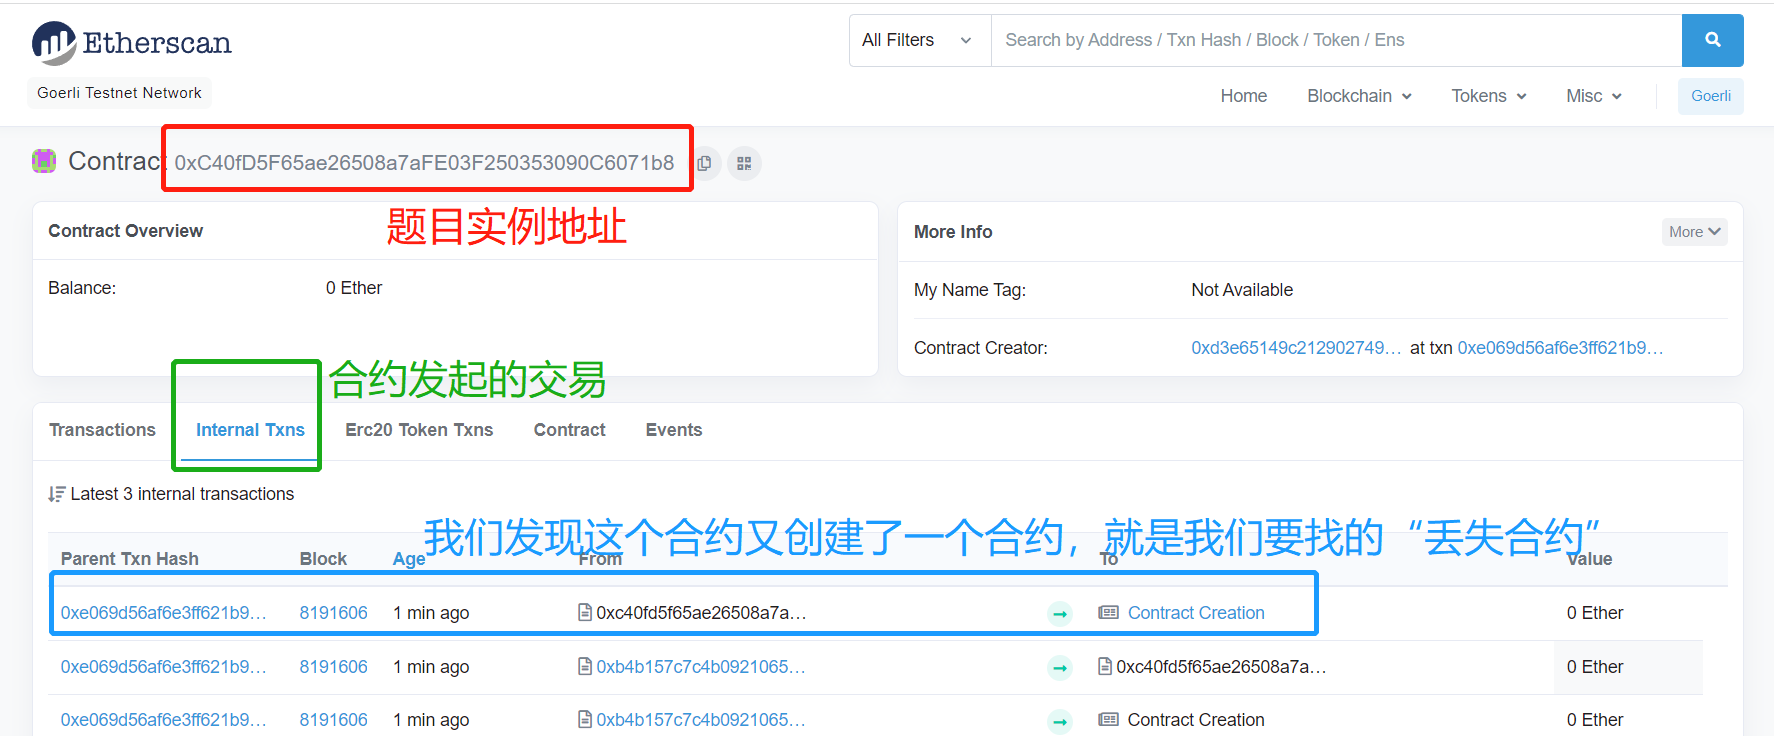 Etherscan
All Filters
Search by Address / Txn Hash / Block / Token / Ens
Goerli Testnet Network
Home Blockchain Tokens Misc Goerli
Contract 0xC40fD5F65ae26508a7aFE03F250353090C6071b8
题目实例地址
Contract Overview
Balance: 0 Ether
More Info More
My Name Tag: Not Available
Contract Creator: 0xd3e65149c212902749… at txn 0xe069d56af6e3ff621b9…
合约发起的交易
Transactions Internal Txns Erc20 Token Txns Contract Events
Latest 3 internal transactions
我们发现这个合约又创建了一个合约，就是我们要找的“丢失合约”
Parent Txn Hash Block Age From To Value
0xe069d56af6e3ff621b9… 8191606 1 min ago 0xc40fd5f65ae26508a7a… Contract Creation 0 Ether
0xe069d56af6e3ff621b9… 8191606 1 min ago 0xb4b157c7c4b0921065… 0xc40fd5f65ae26508a7a… 0 Ether
0xe069d56af6e3ff621b9… 8191606 1 min ago 0xb4b157c7c4b0921065… Contract Creation 0 Ether